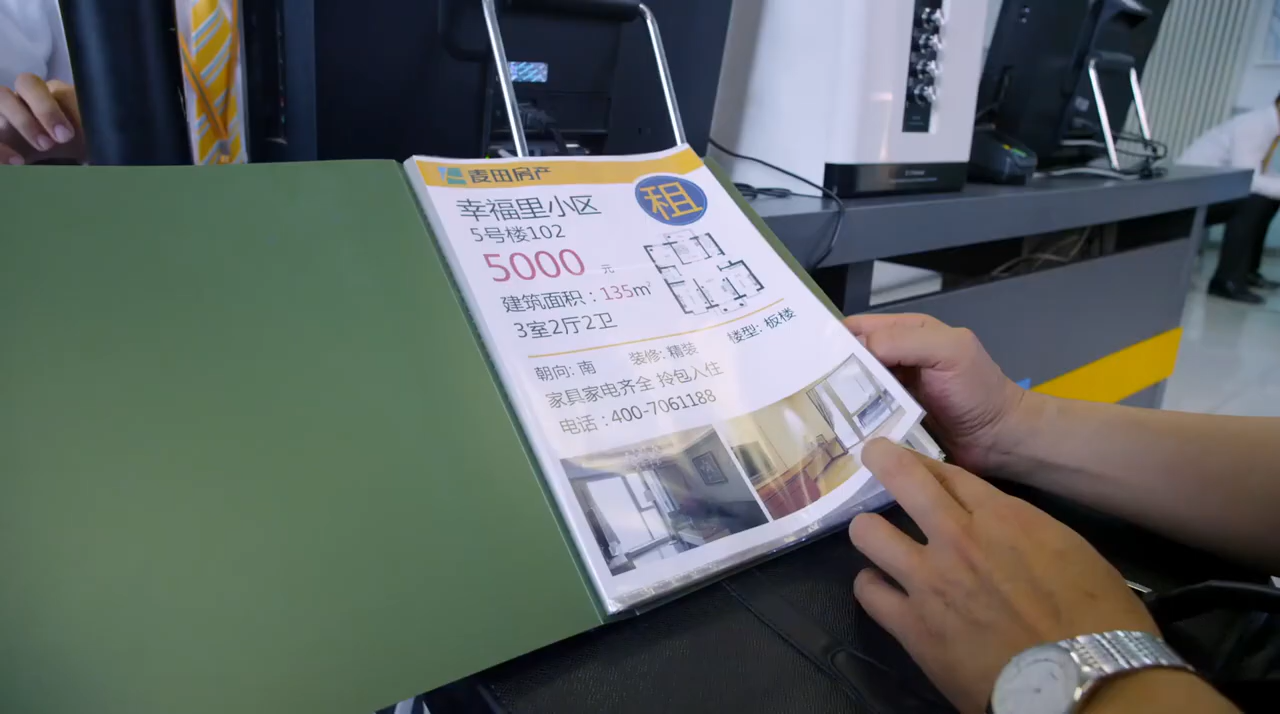 麦田房产
租
幸福里小区
5号楼102
5000 元
建筑面积：135m²
3室2厅2卫
朝向: 南 装修: 精装 楼型: 板楼
家具家电齐全 拎包入住
电话：400-7061188